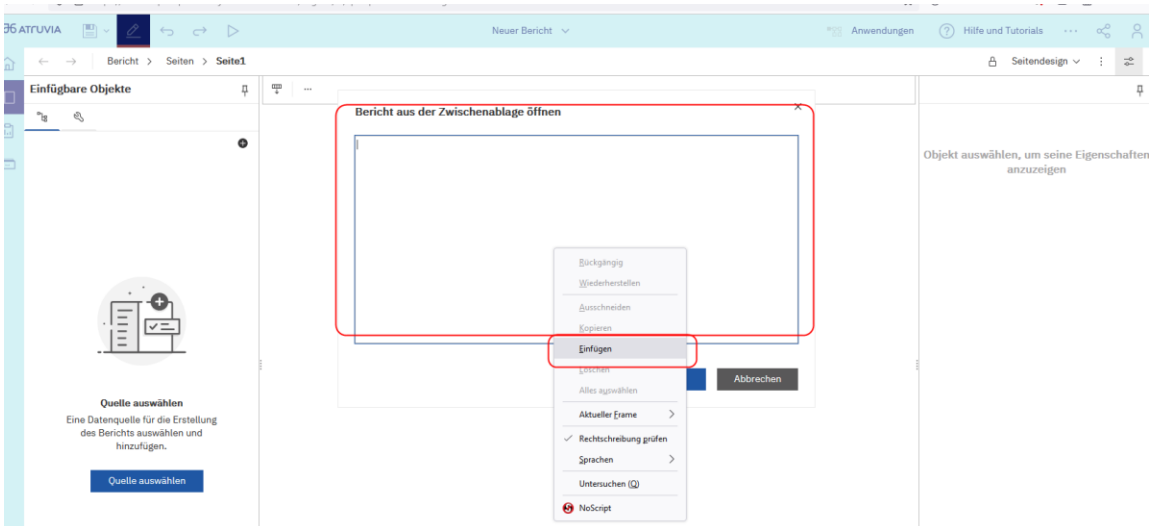 ATRUVIA
Neuer Bericht
Anwendungen
Hilfe und Tutorials
Bericht > Seiten > Seite1
Seitendesign
Einfügbare Objekte
Bericht aus der Zwischenablage öffnen
Objekt auswählen, um seine Eigenschaften
anzuzeigen
Rückgängig
Wiederherstellen
Ausschneiden
Kopieren
Einfügen
Löschen
Alles auswählen
Abbrechen
Aktueller Frame
Rechtschreibung prüfen
Sprachen
Untersuchen (Q)
NoScript
Quelle auswählen
Eine Datenquelle für die Erstellung
des Berichts auswählen und
hinzufügen.
Quelle auswählen